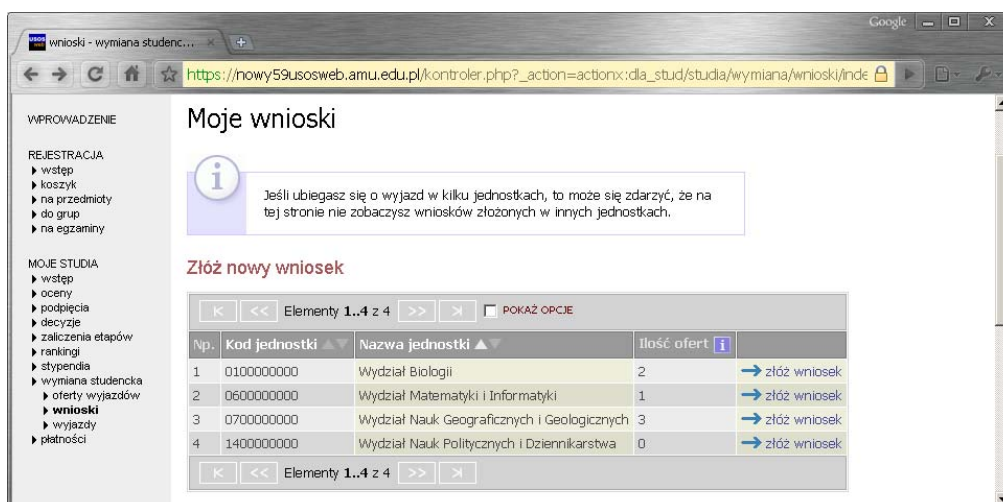 Google
wnioski - wymiana studenc...
https://nowy59usosweb.amu.edu.pl/kontroler.php?_action=actionx:dla_stud/studia/wymiana/wnioski/inde
WPROWADZENIE
REJESTRACJA
wstęp
koszyk
na przedmioty
do grup
na egzaminy
MOJE STUDIA
wstęp
oceny
podpięcia
decyzje
zaliczenia etapów
rankingi
stypendia
wymiana studencka
oferty wyjazdów
wnioski
wyjazdy
płatności
Moje wnioski
Jeśli ubiegasz się o wyjazd w kilku jednostkach, to może się zdarzyć, że na
tej stronie nie zobaczysz wniosków złożonych w innych jednostkach.
Złóż nowy wniosek
K << Elementy 1..4 z 4 >> >| POKAŻ OPCJE
Np. Kod jednostki Nazwa jednostki Ilość ofert i
1 0100000000 Wydział Biologii 2 złóż wniosek
2 0600000000 Wydział Matematyki i Informatyki 1 złóż wniosek
3 0700000000 Wydział Nauk Geograficznych i Geologicznych 3 złóż wniosek
4 1400000000 Wydział Nauk Politycznych i Dziennikarstwa 0 złóż wniosek
K << Elementy 1..4 z 4 >> >|